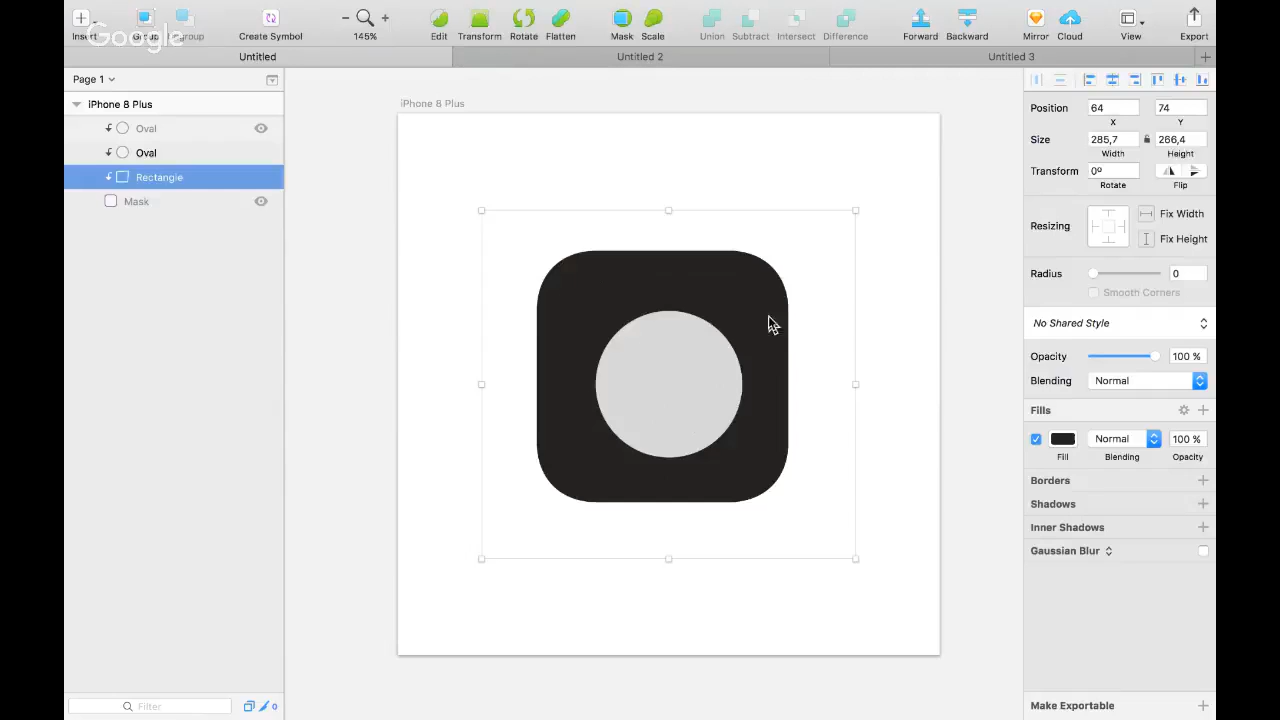 Insert
Google
Group
Create Symbol
145%
Edit
Transform
Rotate
Flatten
Mask
Scale
Union
Subtract
Intersect
Difference
Forward
Backward
Mirror
Cloud
View
Export
Untitled
Untitled 2
Untitled 3
Page 1
iPhone 8 Plus
Oval
Oval
Rectangle
Mask
Filter
0
iPhone 8 Plus
Position
64
74
X
Y
Size
285,7
266,4
Width
Height
Transform
0º
Rotate
Flip
Resizing
Fix Width
Fix Height
Radius
0
Smooth Corners
No Shared Style
Opacity
100 %
Blending
Normal
Fills
Normal
100 %
Fill
Blending
Opacity
Borders
Shadows
Inner Shadows
Gaussian Blur
Make Exportable